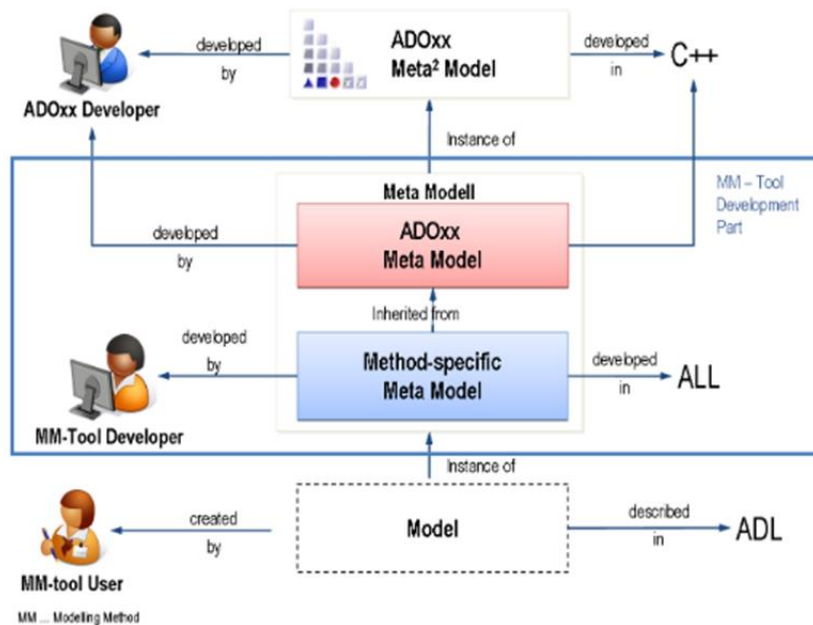 developed
by
ADOxx
Meta² Model
developed
in
C++
ADOxx Developer
Instance of
Meta Modell
MM – Tool
Development
Part
developed
by
ADOxx
Meta Model
Inherited from
developed
by
Method-specific
Meta Model
developed
in
ALL
MM-Tool Developer
Instance of
created
by
Model
described
in
ADL
MM-tool User
MM ... Modelling Method